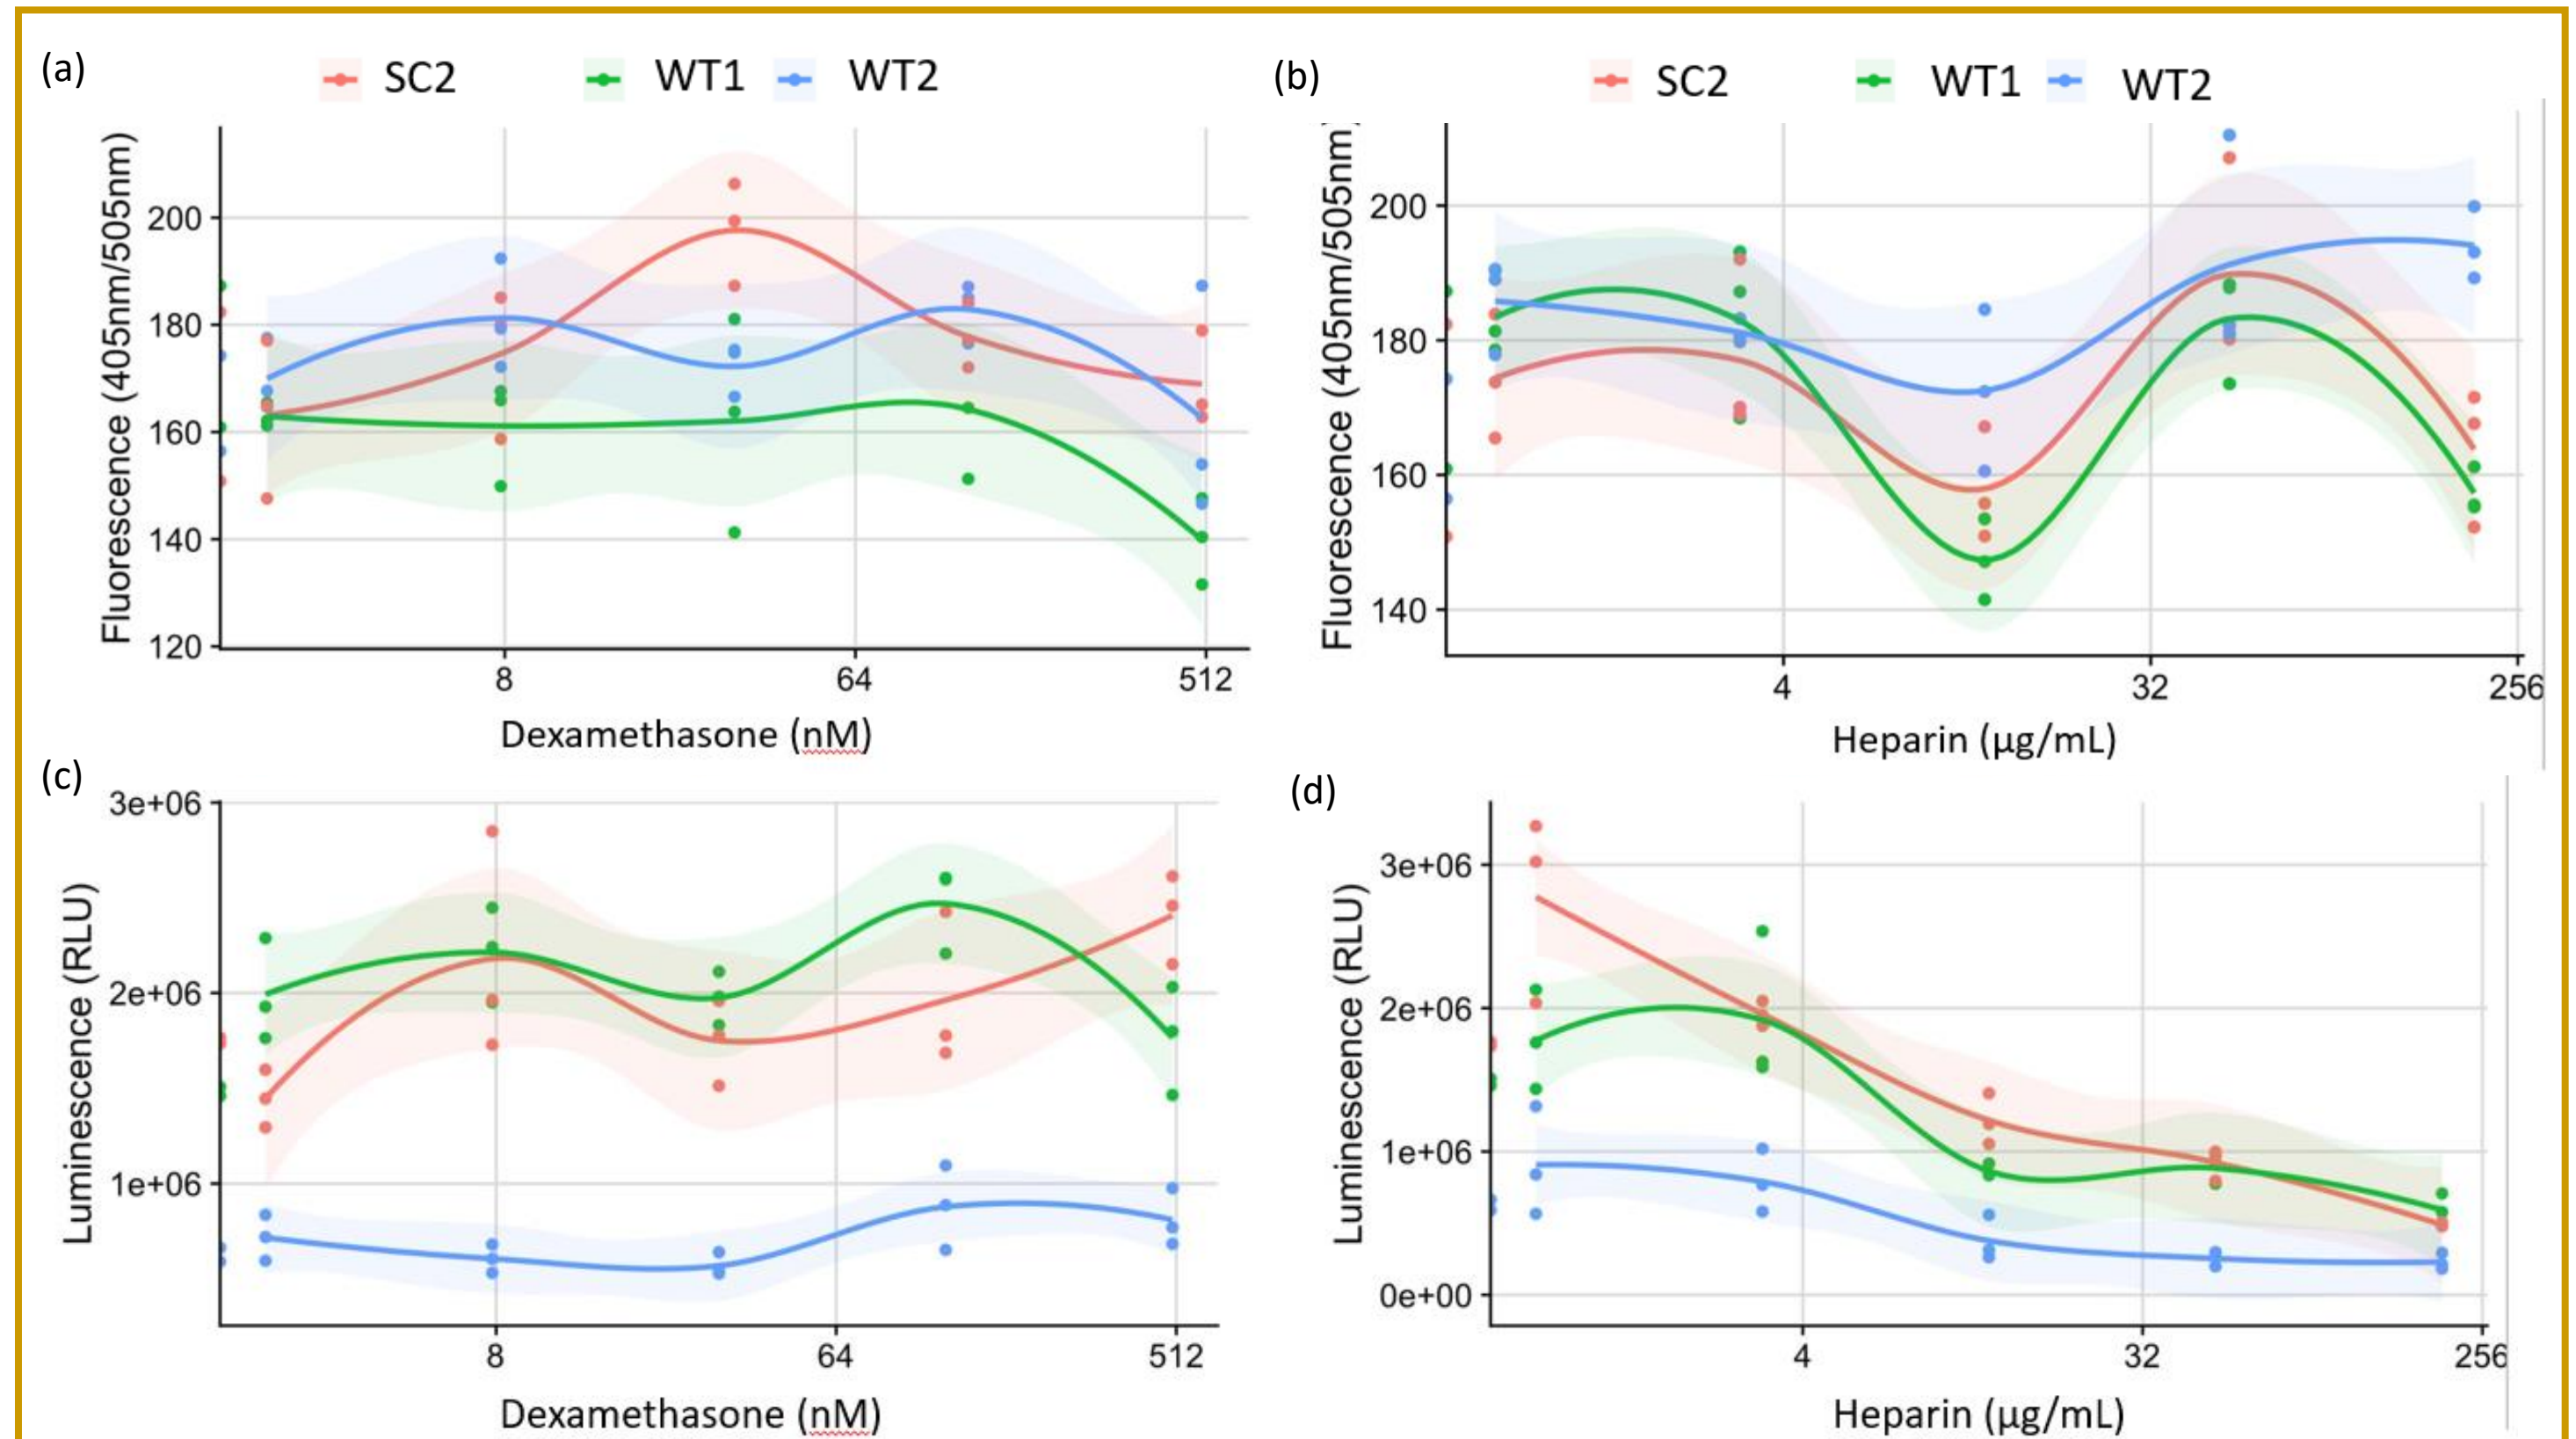 (a)
SC2 WT1 WT2
Fluorescence (405nm/505nm)
200
180
160
140
120
8 64 512
Dexamethasone (nM)
(b)
SC2 WT1 WT2
Fluorescence (405nm/505nm)
200
180
160
140
4 32 256
Heparin (µg/mL)
(c)
Luminescence (RLU)
3e+06
2e+06
1e+06
8 64 512
Dexamethasone (nM)
(d)
Luminescence (RLU)
3e+06
2e+06
1e+06
0e+00
4 32 256
Heparin (µg/mL)